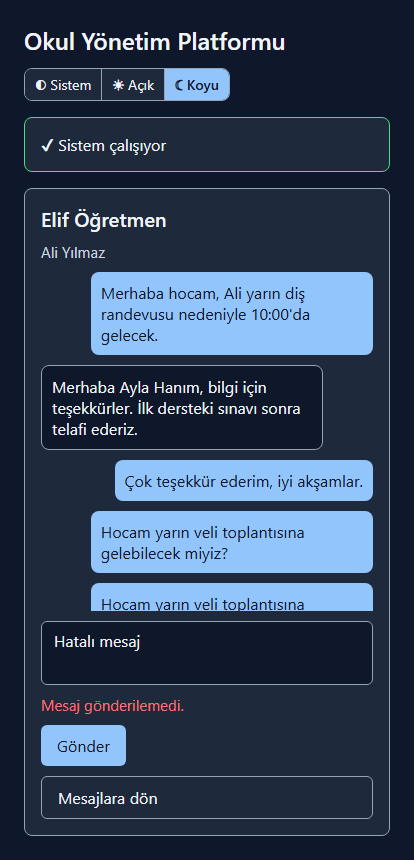 Okul Yönetim Platformu
◐ Sistem ☀ Açık ☾ Koyu
✔ Sistem çalışıyor
Elif Öğretmen
Ali Yılmaz
Merhaba hocam, Ali yarın diş
randevusu nedeniyle 10:00'da
gelecek.
Merhaba Ayla Hanım, bilgi için
teşekkürler. İlk dersteki sınavı sonra
telafi ederiz.
Çok teşekkür ederim, iyi akşamlar.
Hocam yarın veli toplantısına
gelebilecek miyiz?
Hocam yarın veli toplantısına
Hatalı mesaj
Mesaj gönderilemedi.
Gönder
Mesajlara dön